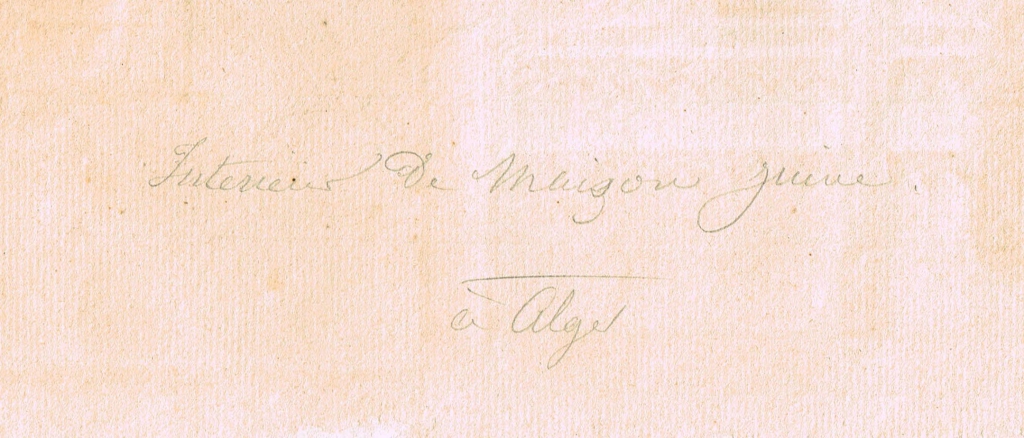 Interieur De Maison juive.
à Alger